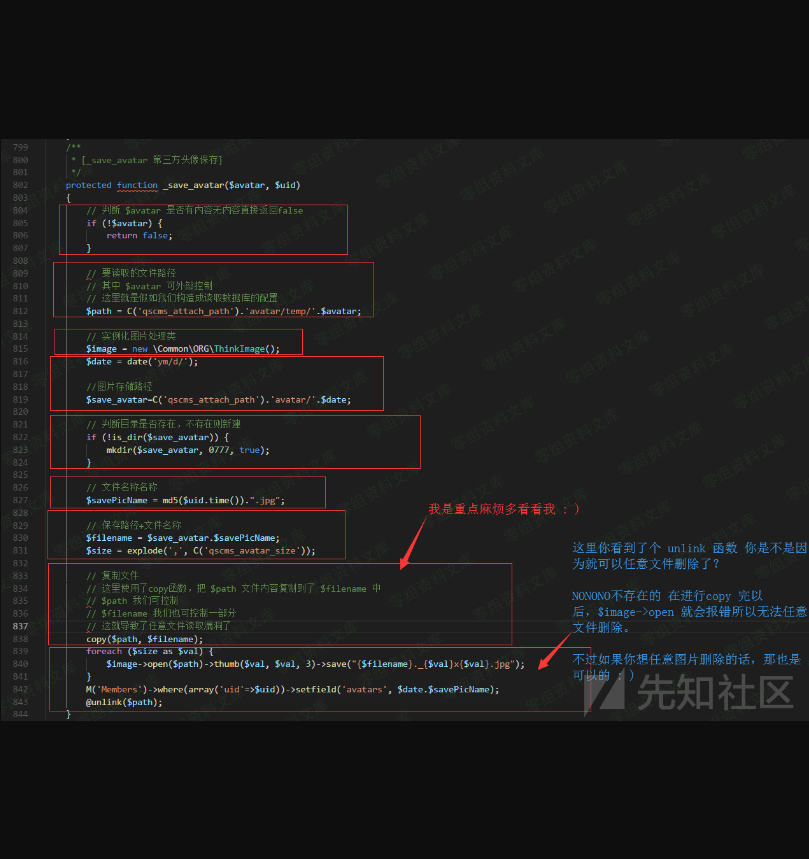 799 /**
800 * [_save_avatar 第三方头像保存]
801 */
802 protected function _save_avatar($avatar, $uid)
803 {
804 // 判断 $avatar 是否有内容无内容直接返回false
805 if (!$avatar) {
806 return false;
807 }
808
809 // 要读取的文件路径
810 // 其中 $avatar 可外部控制
811 // 这里就是假如我们构造成读取数据库的配置
812 $path = C('qscms_attach_path').'avatar/temp/'.$avatar;
813
814 // 实例化图片处理类
815 $image = new \Common\ORG\ThinkImage();
816 $date = date('ym/d/');
817
818 //图片存储路径
819 $save_avatar=C('qscms_attach_path').'avatar/'.$date;
820
821 // 判断目录是否存在，不存在则新建
822 if (!is_dir($save_avatar)) {
823 mkdir($save_avatar, 0777, true);
824 }
825
826 // 文件名称名称
827 $savePicName = md5($uid.time()).".jpg";
828
829 // 保存路径+文件名称
830 $filename = $save_avatar.$savePicName;
831 $size = explode(',', C('qscms_avatar_size'));
832
833 // 复制文件
834 // 这里使用了copy函数，把 $path 文件内容复制到了 $filename 中
835 // $path 我们可控制
836 // $filename 我们也可控制一部分
837 // 这就导致了任意文件读取漏洞了
838 copy($path, $filename);
839 foreach ($size as $val) {
840 $image->open($path)->thumb($val, $val, 3)->save("{$filename}._{$val}x{$val}.jpg");
841 }
842 M('Members')->where(array('uid'=>$uid))->setfield('avatars', $date.$savePicName);
843 @unlink($path);
844 }
我是重点麻烦多看看我 : )
这里你看到了个 unlink 函数 你是不是因
为就可以任意文件删除了？
NONONO不存在的 在进行copy 完以
后，$image->open 就会报错所以无法任意
文件删除。
不过如果你想任意图片删除的话，那也是
可以的 : )
先知社区
零组资料文库